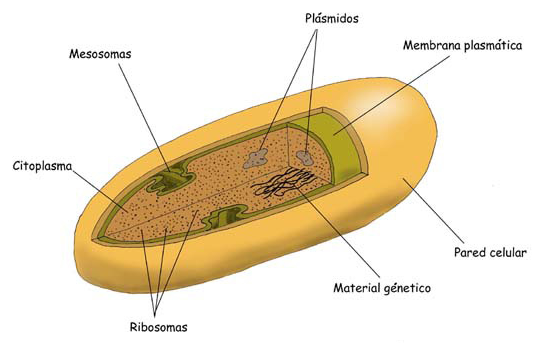 Plásmidos
Membrana plasmática
Mesosomas
Citoplasma
Pared celular
Material génetico
Ribosomas